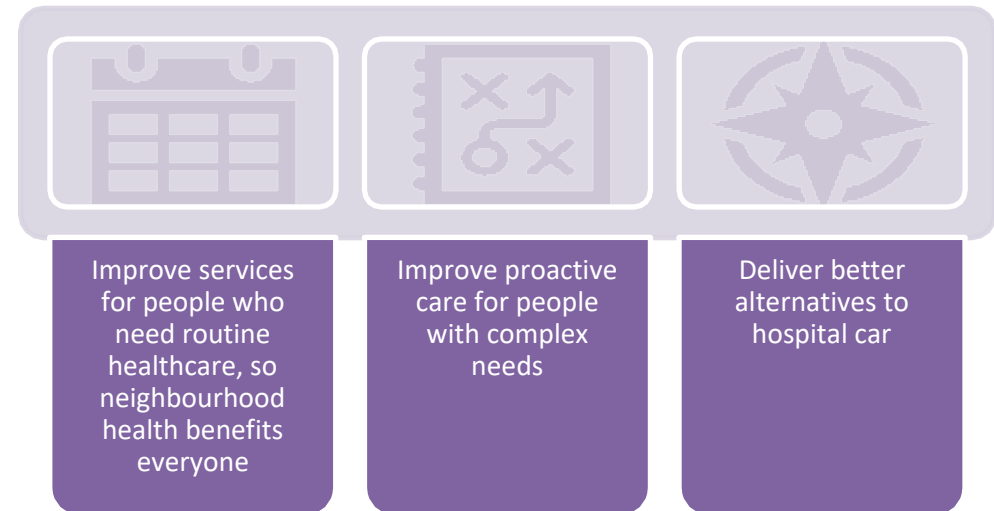 Improve services
for people who
need routine
healthcare, so
neighbourhood
health benefits
everyone
Improve proactive
care for people
with complex
needs
Deliver better
alternatives to
hospital car